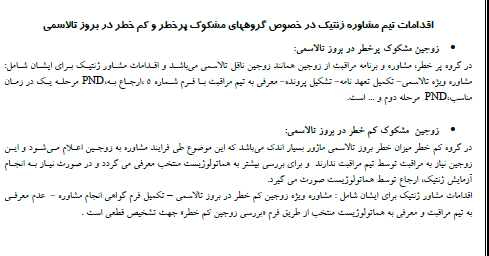 اقدامات تیم مشاوره ژنتیک در خصوص گروههای مشکوک پرخطر و کم خطر در بروز تالاسمی
• زوجین مشکوک پرخطر در بروز تالاسمی:
در گروه پر خطر، مشاوره و برنامه مراقبت از زوجین همانند زوجین ناقل تالاسمی می‌باشد و اقدامات مشاور ژنتیک برای ایشان شامل:
مشاوره ویژه تالاسمی- تکمیل تعهد نامه- تشکیل پرونده- معرفی به تیم مراقبت با فرم شماره ۵ ،ارجاع به،PND مرحله یک در زمان
مناسب،PND مرحله دوم و ... است.
• زوجین مشکوک کم خطر در بروز تالاسمی:
در گروه کم خطر میزان خطر بروز تالاسمی ماژور بسیار اندک می‌باشد که این موضوع طی فرایند مشاوره به زوجین اعلام می‌شود و این
زوجین نیاز به مراقبت توسط تیم مراقبت ندارند و برای بررسی بیشتر به هماتولوژیست منتخب معرفی می گردد و در صورت نیاز به انجام
آزمایش ژنتیک، ارجاع توسط هماتولوژیست صورت می گیرد.
اقدامات مشاور ژنتیک برای ایشان شامل : مشاوره ویژه زوجین کم خطر در بروز تالاسمی – تکمیل فرم گواهی انجام مشاوره - عدم معرفی
به تیم مراقبت و معرفی به هماتولوژیست منتخب از طریق فرم «بررسی زوجین کم خطر» جهت تشخیص قطعی است .